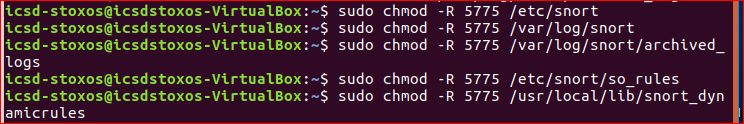 icsd-stoxos@icsdstoxos-VirtualBox:~$ sudo chmod -R 5775 /etc/snort
icsd-stoxos@icsdstoxos-VirtualBox:~$ sudo chmod -R 5775 /var/log/snort
icsd-stoxos@icsdstoxos-VirtualBox:~$ sudo chmod -R 5775 /var/log/snort/archived_
logs
icsd-stoxos@icsdstoxos-VirtualBox:~$ sudo chmod -R 5775 /etc/snort/so_rules
icsd-stoxos@icsdstoxos-VirtualBox:~$ sudo chmod -R 5775 /usr/local/lib/snort_dyn
amicrules